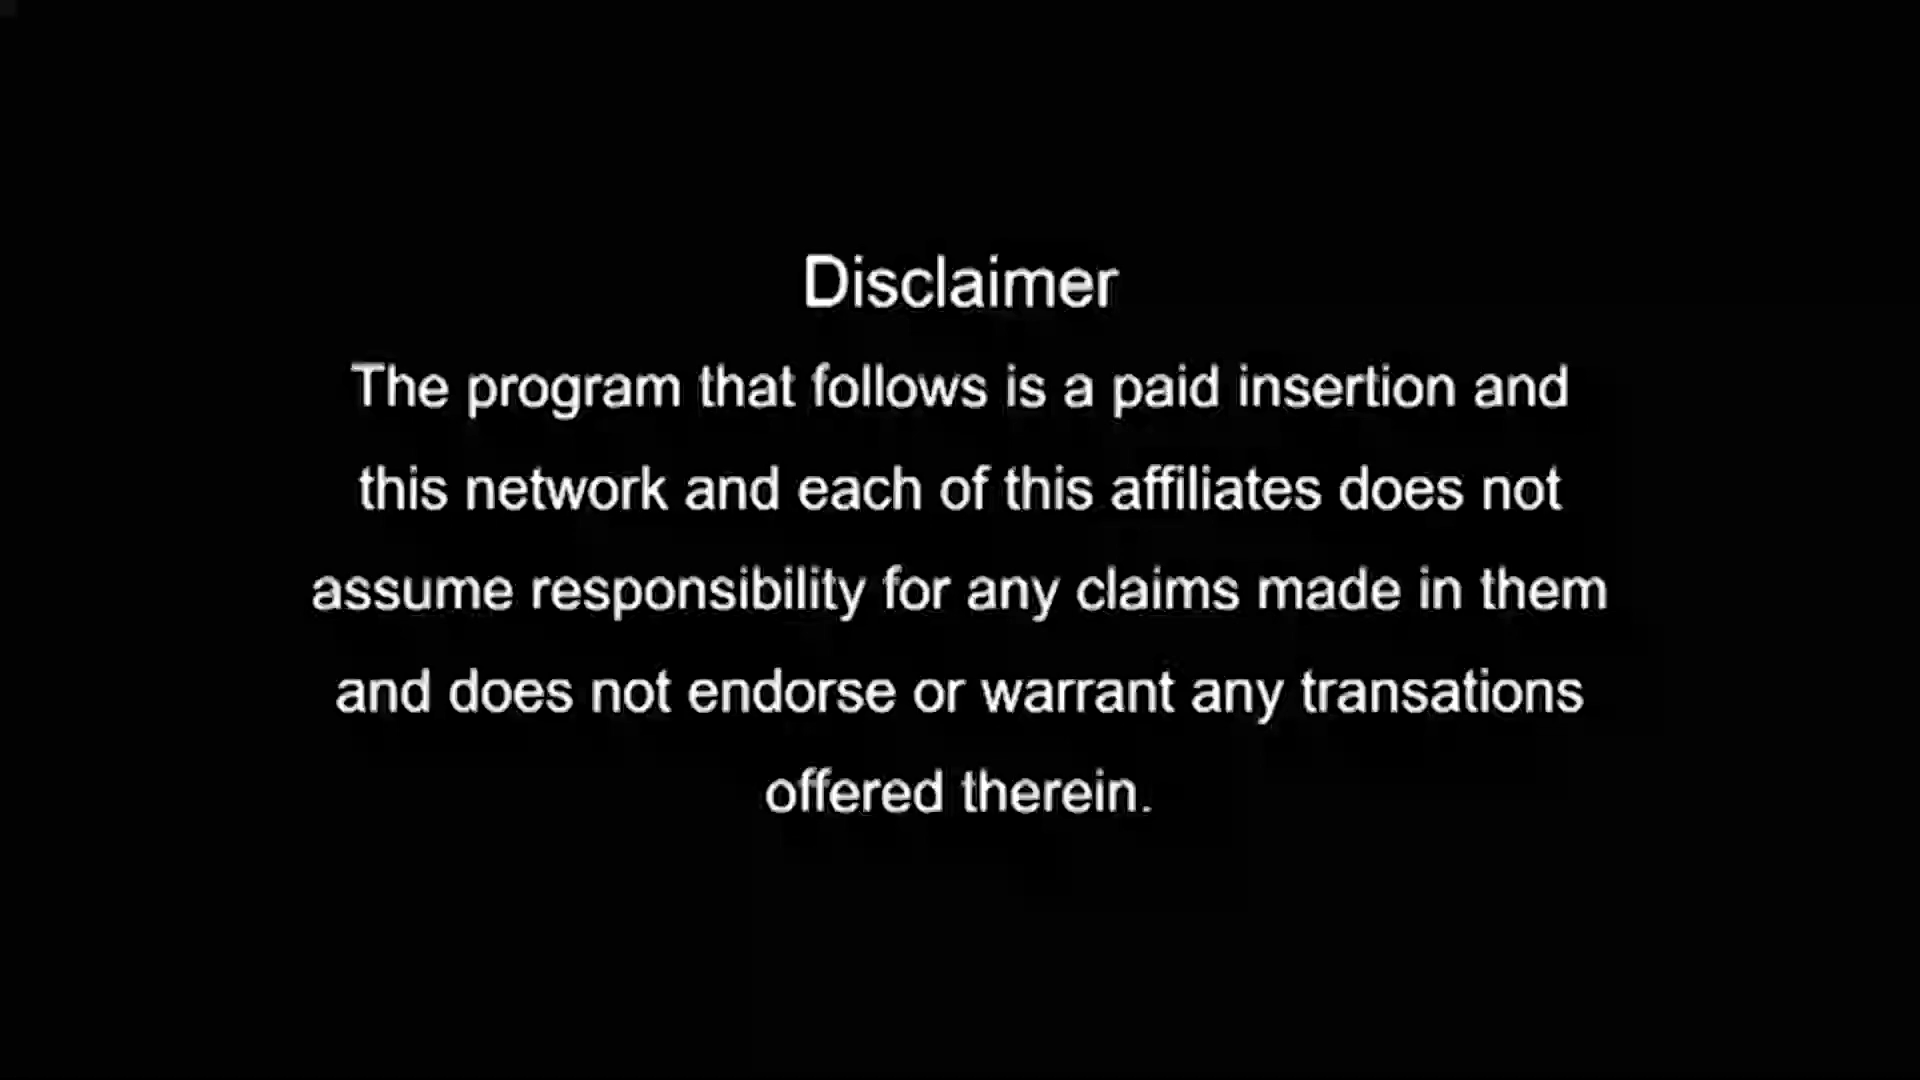 Disclaimer
The program that follows is a paid insertion and
this network and each of this affiliates does not
assume responsibility for any claims made in them
and does not endorse or warrant any transations
offered therein.